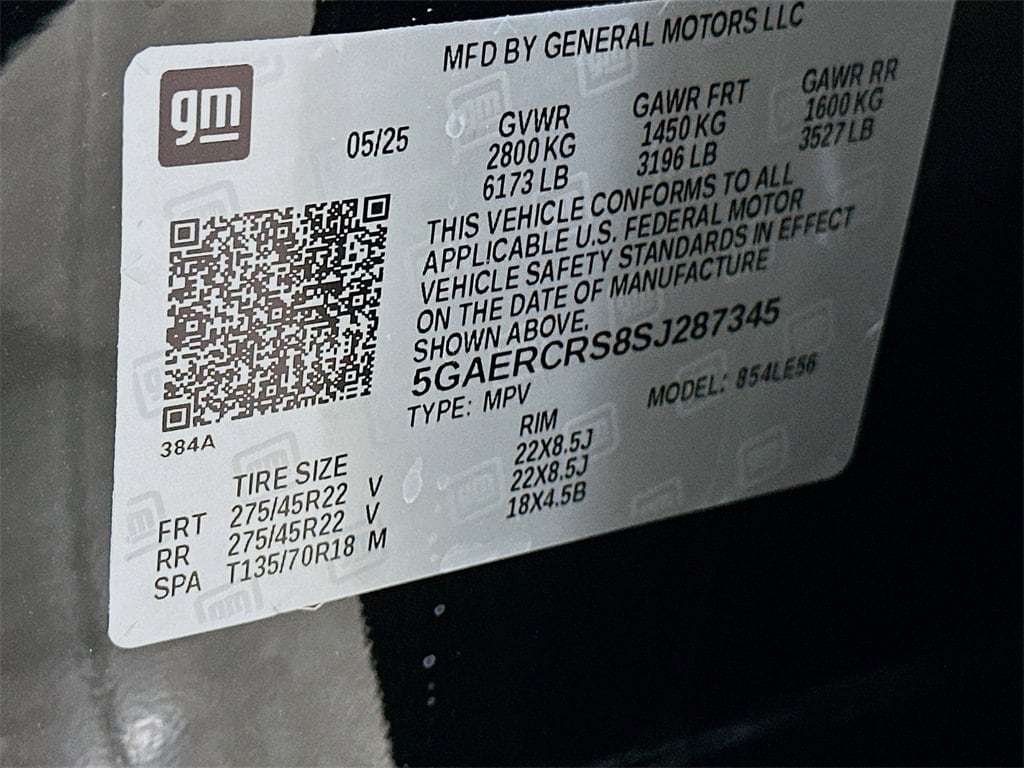 MFD BY GENERAL MOTORS LLC
gm
05/25
GVWR GAWR FRT GAWR RR
2800 KG 1450 KG 1600 KG
6173 LB 3196 LB 3527 LB
THIS VEHICLE CONFORMS TO ALL
APPLICABLE U.S. FEDERAL MOTOR
VEHICLE SAFETY STANDARDS IN EFFECT
ON THE DATE OF MANUFACTURE
SHOWN ABOVE.
5GAERCRS8SJ287345
TYPE: MPV MODEL: 854LE56
384A
TIRE SIZE RIM
FRT 275/45R22 V 22X8.5J
RR 275/45R22 V 22X8.5J
SPA T135/70R18 M 18X4.5B